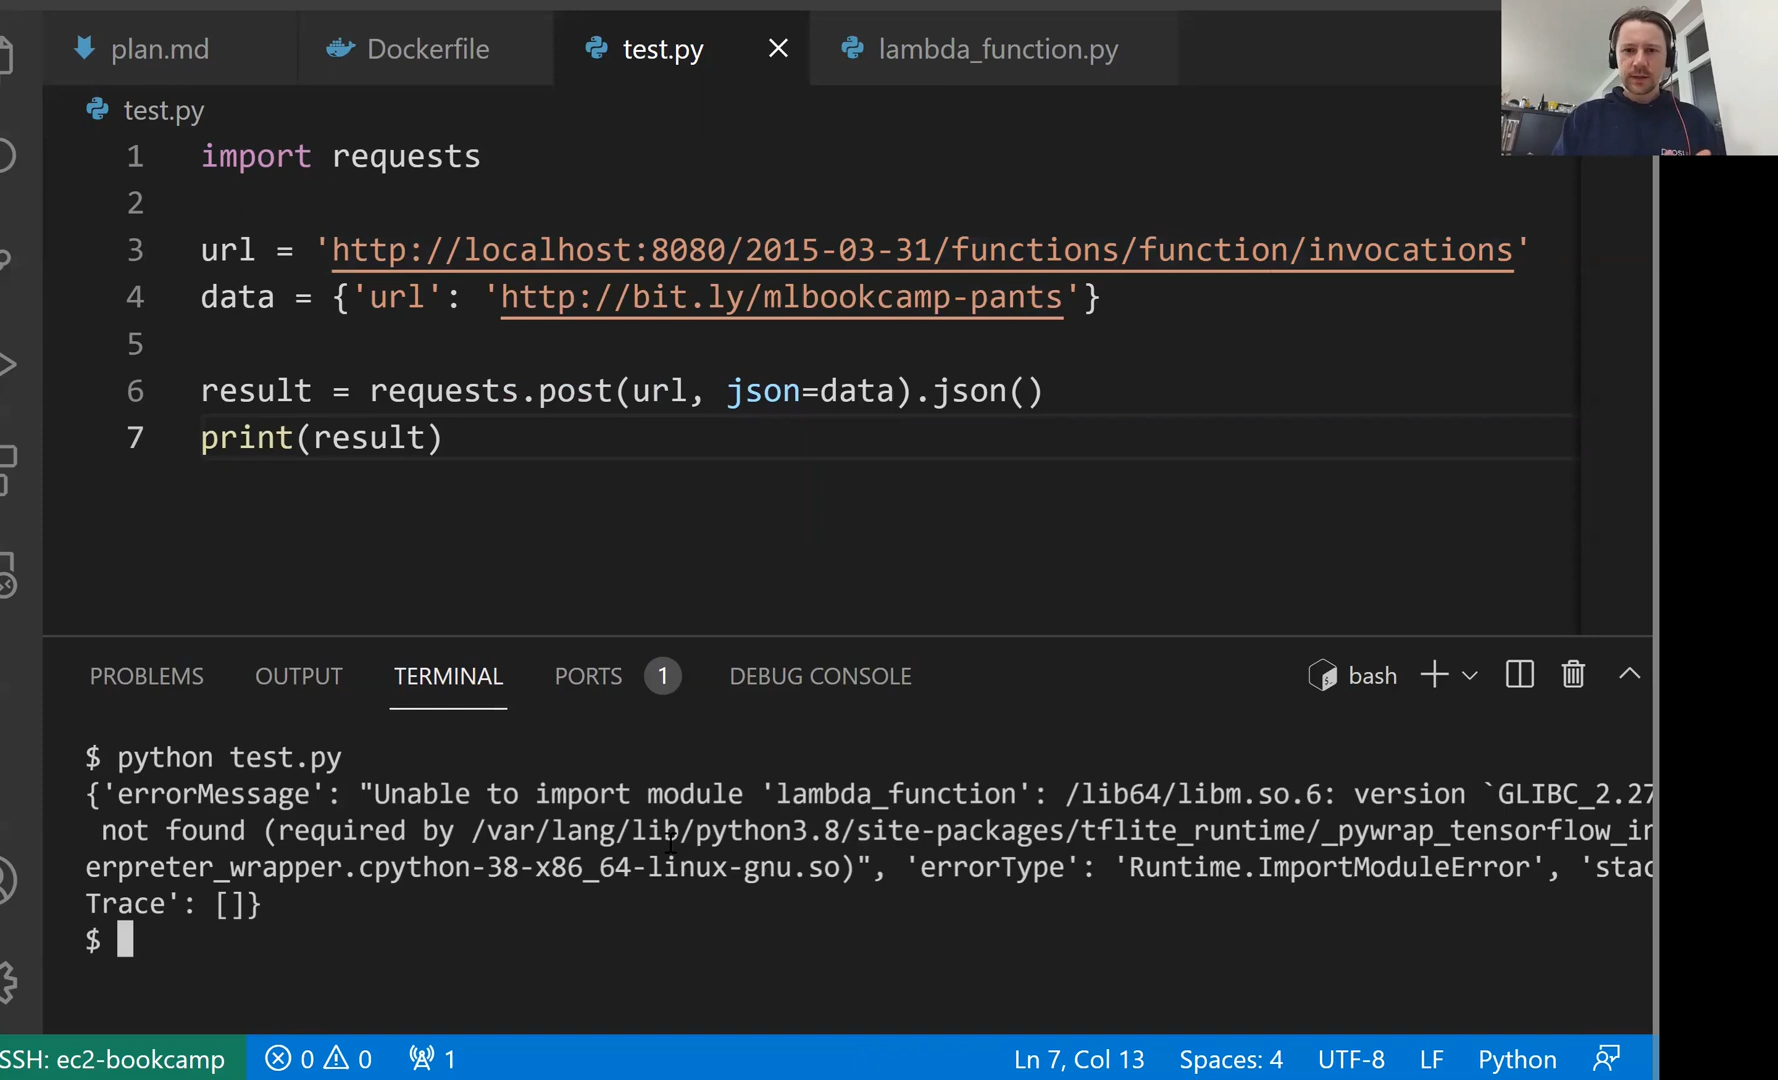 plan.md
Dockerfile
test.py
lambda_function.py
test.py
1 import requests
2
3 url = 'http://localhost:8080/2015-03-31/functions/function/invocations'
4 data = {'url': 'http://bit.ly/mlbookcamp-pants'}
5
6 result = requests.post(url, json=data).json()
7 print(result)
PROBLEMS OUTPUT TERMINAL PORTS 1 DEBUG CONSOLE bash
$ python test.py
{'errorMessage': "Unable to import module 'lambda_function': /lib64/libm.so.6: version `GLIBC_2.27
not found (required by /var/lang/lib/python3.8/site-packages/tflite_runtime/_pywrap_tensorflow_in
erpreter_wrapper.cpython-38-x86_64-linux-gnu.so)", 'errorType': 'Runtime.ImportModuleError', 'stac
Trace': []}
$
SSH: ec2-bookcamp 0 0 1 Ln 7, Col 13 Spaces: 4 UTF-8 LF Python